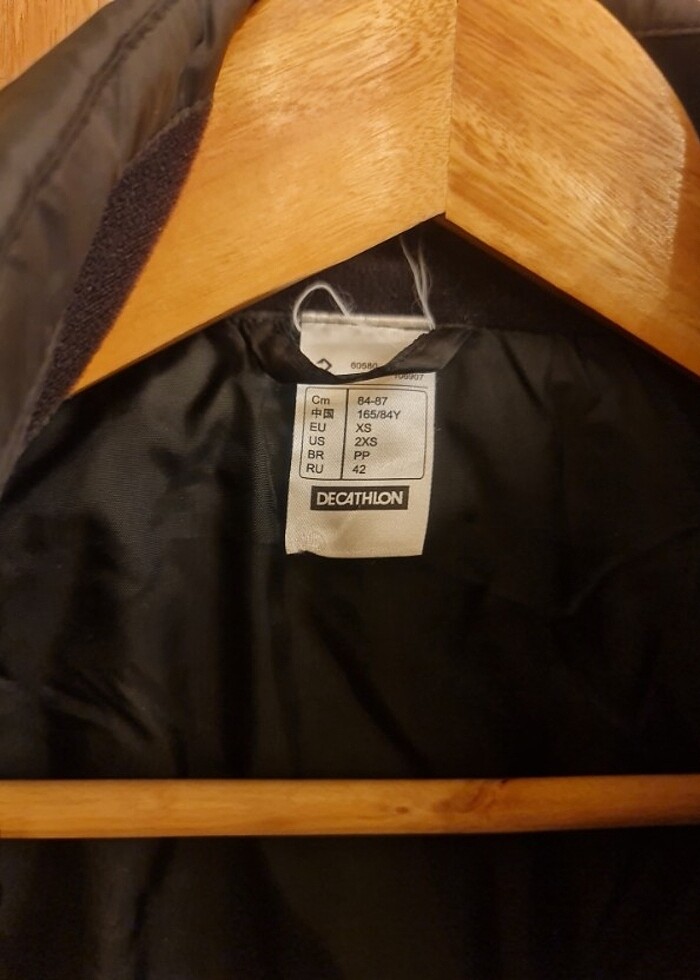 Cm 84-87
中国 165/84Y
EU XS
US 2XS
BR PP
RU 42
DECATHLON